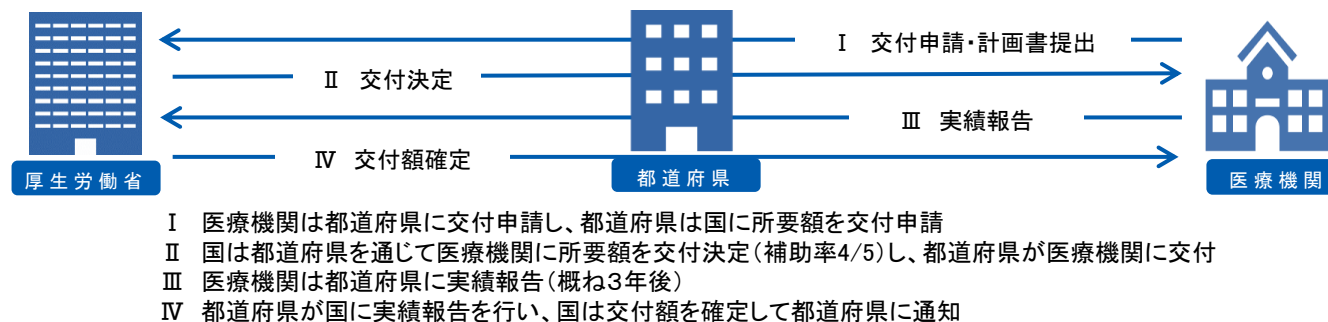 Ⅰ 交付申請・計画書提出
Ⅱ 交付決定
Ⅲ 実績報告
Ⅳ 交付額確定
厚生労働省
都道府県
医療機関
Ⅰ 医療機関は都道府県に交付申請し、都道府県は国に所要額を交付申請
Ⅱ 国は都道府県を通じて医療機関に所要額を交付決定(補助率4/5)し、都道府県が医療機関に交付
Ⅲ 医療機関は都道府県に実績報告(概ね3年後)
Ⅳ 都道府県が国に実績報告を行い、国は交付額を確定して都道府県に通知